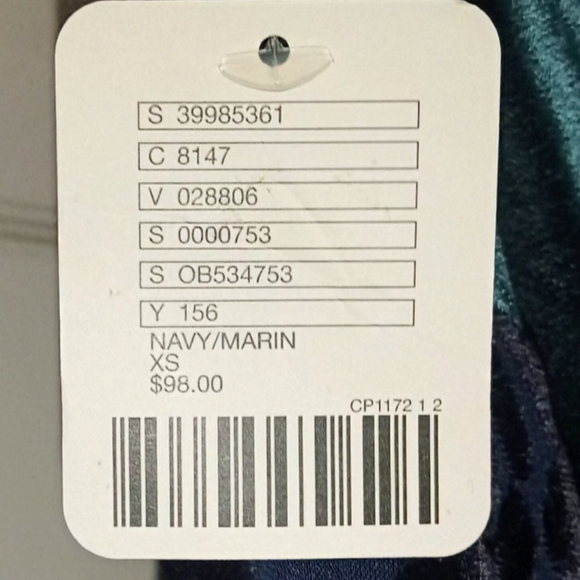 S 39985361
C 8147
V 028806
S 0000753
S OB534753
Y 156
NAVY/MARIN
XS
$98.00
CP1172 1 2